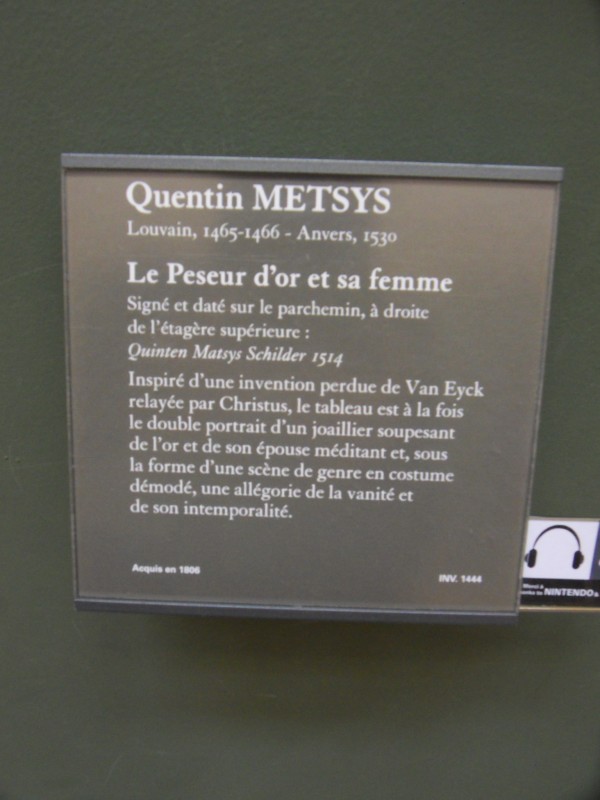 Quentin METSYS
Louvain, 1465-1466 - Anvers, 1530
Le Peseur d'or et sa femme
Signé et daté sur le parchemin, à droite
de l'étagère supérieure :
Quinten Matsys Schilder 1514
Inspiré d'une invention perdue de Van Eyck
relayée par Christus, le tableau est à la fois
le double portrait d'un joaillier soupesant
de l'or et de son épouse méditant et, sous
la forme d'une scène de genre en costume
démodé, une allégorie de la vanité et
de son intemporalité.
Acquis en 1806
INV. 1444
Merci à
to NINTENDO